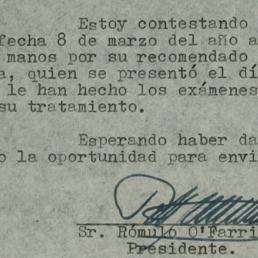 Estoy contestando
fecha 8 de marzo del año a
manos por su recomendado
a, quien se presentó el dí
le han hecho los exámenes
su tratamiento.
Esperando haber da
o la oportunidad para envi
Sr. Rómulo O'Farri
Presidente.